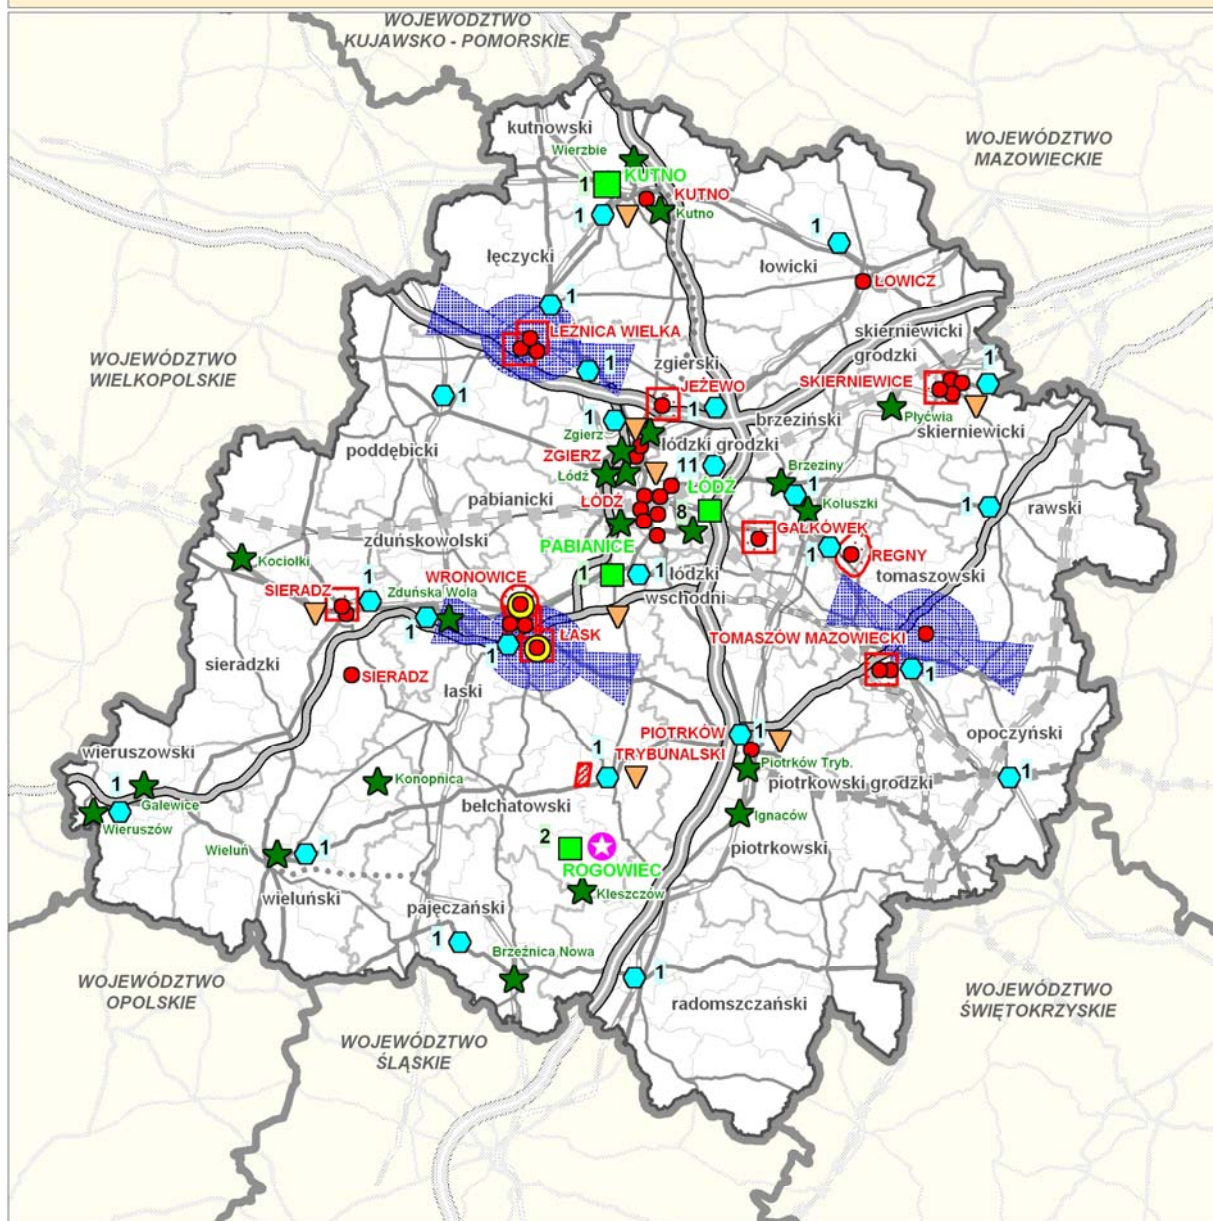 WOJEWÓDZTWO
KUJAWSKO - POMORSKIE
kutnowski
Wierzbie
WOJEWÓDZTWO
MAZOWIECKIE
KUTNO
1
KUTNO
1
Kutno
1
łęczycki
łowicki
ŁOWICZ
1
LEŹNICA WIELKA
skierniewicki
grodzki
WOJEWÓDZTWO
WIELKOPOLSKIE
zgierski
1
1
SKIERNIEWICE
JEŻEWO
1
1
1
Płyćwia
brzeziński
skierniewicki
Zgierz
łódzki grodzki
poddębicki
ZGIERZ
11
Brzeziny
Łódź
ŁÓDŹ
1
pabianicki
ŁÓDŹ
8
Koluszki
1
rawski
zduńskowolski
GAŁKÓWEK
PABIANICE
1
REGNY
Kociołki
WRONOWICE
1
1
łódzki
wschodni
tomaszowski
SIERADZ
1
Zduńska Wola
1
ŁASK
TOMASZÓW MAZOWIECKI
1
1
sieradzki
SIERADZ
łaski
PIOTRKÓW
TRYBUNALSKI
1
opoczyński
wieruszowski
1
Piotrków Tryb.
1
1
Konopnica
piotrkowski grodzki
Galewice
bełchatowski
Wieruszów
Ignaców
2
Wieluń
1
piotrkowski
ROGOWIEC
Kleszczów
wieluński
pajęczański
1
Brzeźnica Nowa
1
WOJEWÓDZTWO
OPOLSKIE
radomszczański
WOJEWÓDZTWO
ŚWIĘTOKRZYSKIE
WOJEWÓDZTWO
ŚLĄSKIE